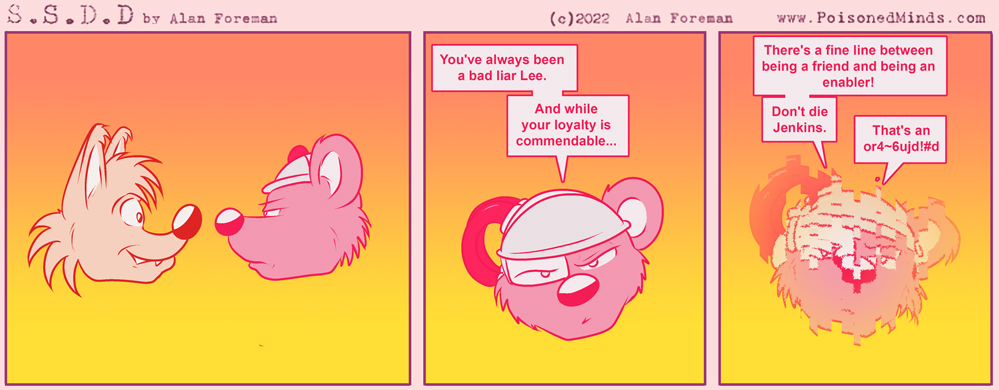 S.S.D.D by Alan Foreman (c)2022 Alan Foreman www.PoisonedMinds.com
You've always been
a bad liar Lee.
And while
your loyalty is
commendable...
There's a fine line between
being a friend and being an
enabler!
Don't die
Jenkins.
That's an
or4~6ujd!#d